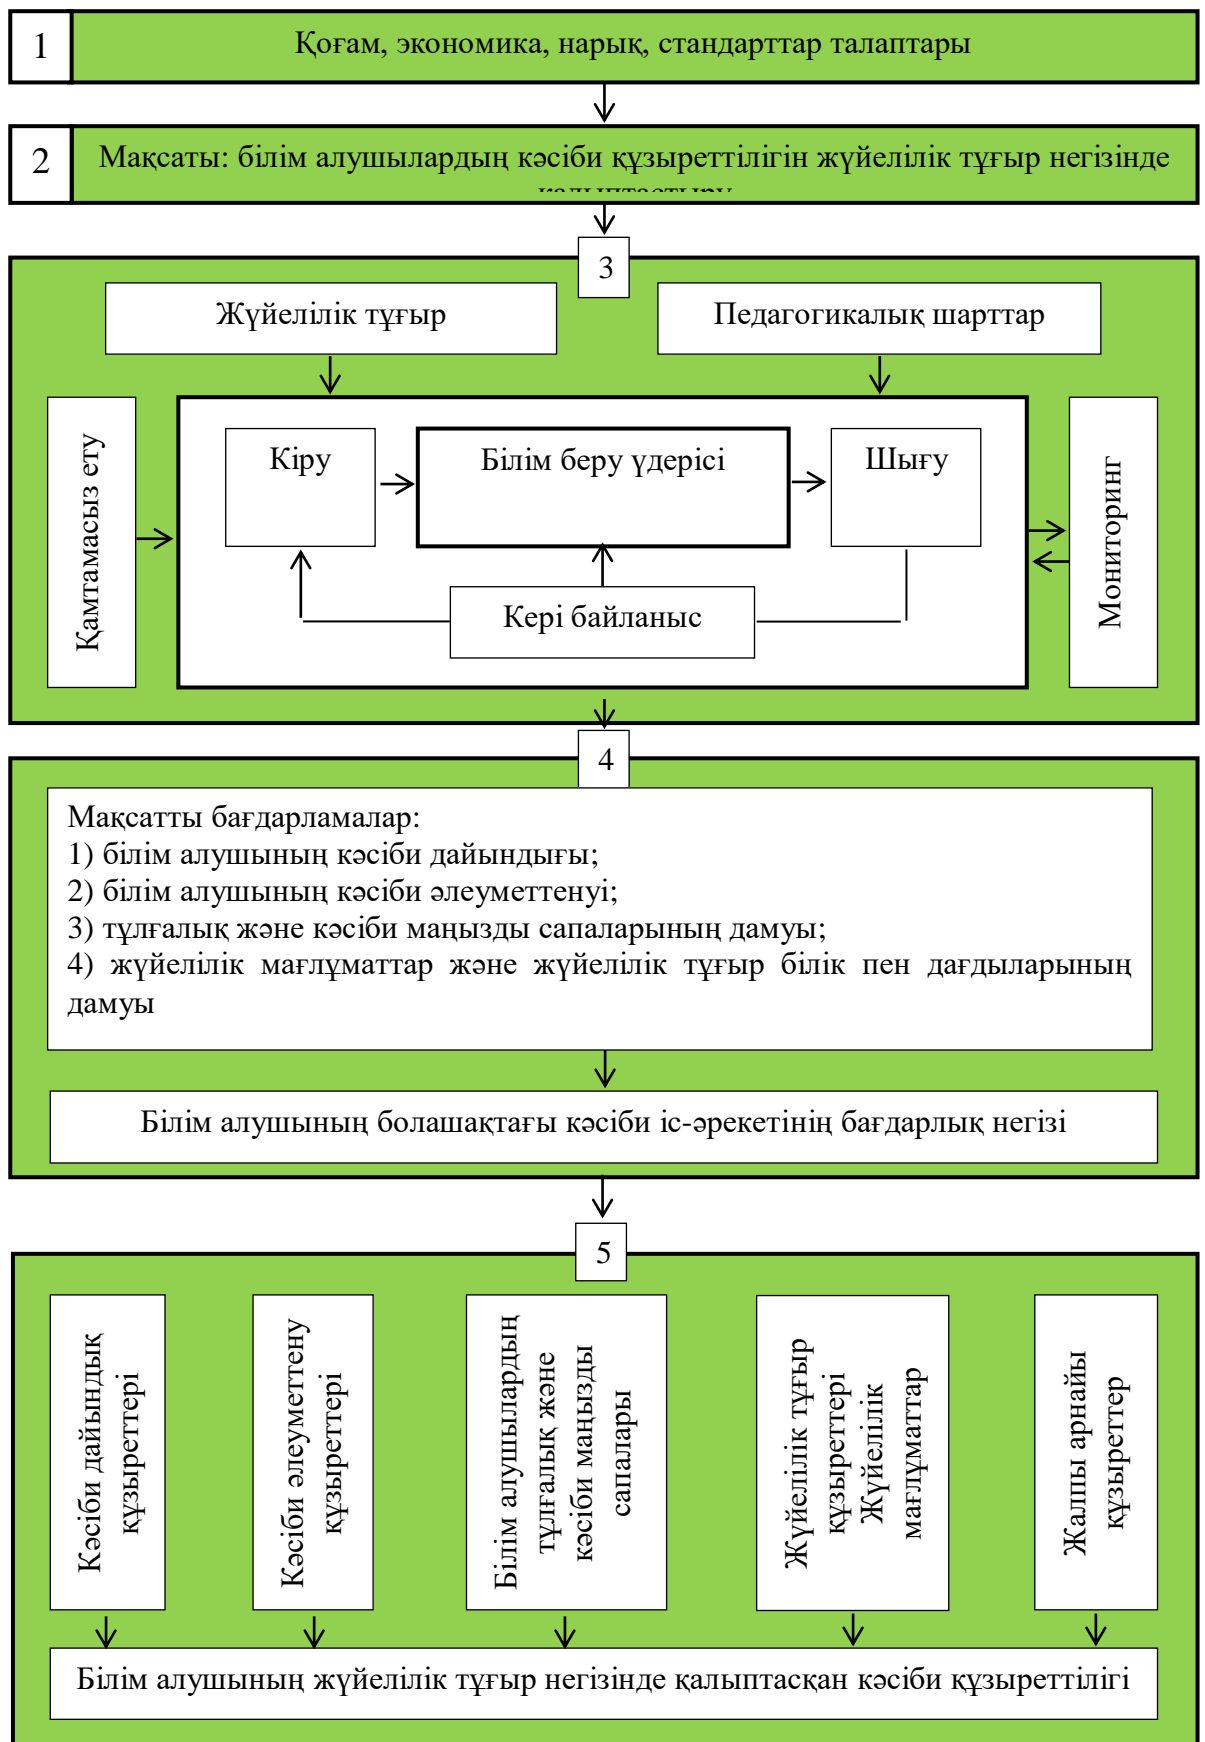 1
Қоғам, экономика, нарық, стандарттар талаптары
2
Мақсаты: білім алушылардың кәсіби құзыреттілігін жүйелілік тұғыр негізінде
қалыптастыру
3
Жүйелілік тұғыр
Педагогикалық шарттар
Қамтамасыз ету
Кіру
Білім беру үдерісі
Шығу
Мониторинг
Кері байланыс
4
Мақсатты бағдарламалар:
1) білім алушының кәсіби дайындығы;
2) білім алушының кәсіби әлеуметтенуі;
3) тұлғалық және кәсіби маңызды сапаларының дамуы;
4) жүйелілік мағлұматтар және жүйелілік тұғыр білік пен дағдыларының
дамуы
Білім алушының болашақтағы кәсіби іс-әрекетінің бағдарлық негізі
5
Кәсіби дайындық
құзыреттері
Кәсіби әлеуметтену
құзыреттері
Білім алушылардың
тұлғалық және
кәсіби маңызды
сапалары
Жүйелілік тұғыр
құзыреттері
Жүйелілік
мағлұматтар
Жалпы арнайы
құзыреттер
Білім алушының жүйелілік тұғыр негізінде қалыптасқан кәсіби құзыреттілігі